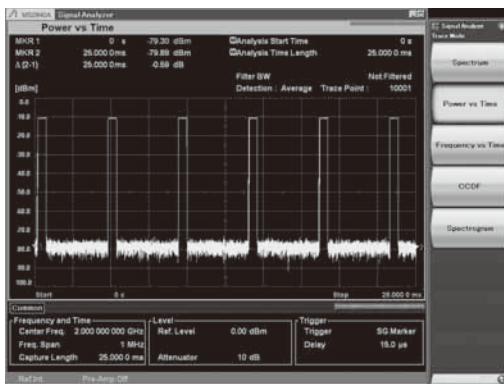 MS2690A Signal Analyzer
Power vs Time
MKR 1 0 s -79.30 dBm Analysis Start Time 0 s
MKR 2 25.000 0ms -79.89 dBm Analysis Time Length 25.000 0 ms
Δ(2-1) 25.000 0ms -0.59 dB
Filter BW Not Filtered
[dBm] Detection : Average Trace Point : 10001
Start 0 s Stop 25.000 0 ms
Common
Frequency and Time
Center Freq. 2.000 000 000 GHz
Freq. Span 1 MHz
Capture Length 25.000 0 ms
Level
Ref. Level 0.00 dBm
Attenuator 10 dB
Trigger
Trigger SG Marker
Delay 15.0 µs
Ref.Int Pre-Amp Off
Signal Analyzer
Trace Mode
Spectrum
Power vs Time
Frequency vs Time
CCDF
Spectrogram